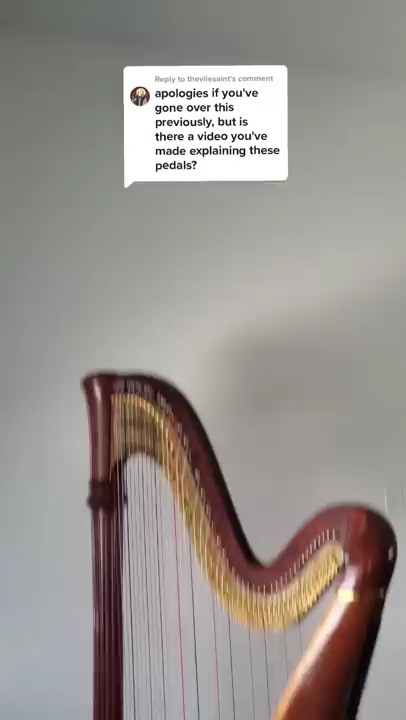 Reply to thevilesaint's comment
apologies if you've
gone over this
previously, but is
there a video you've
made explaining these
pedals?